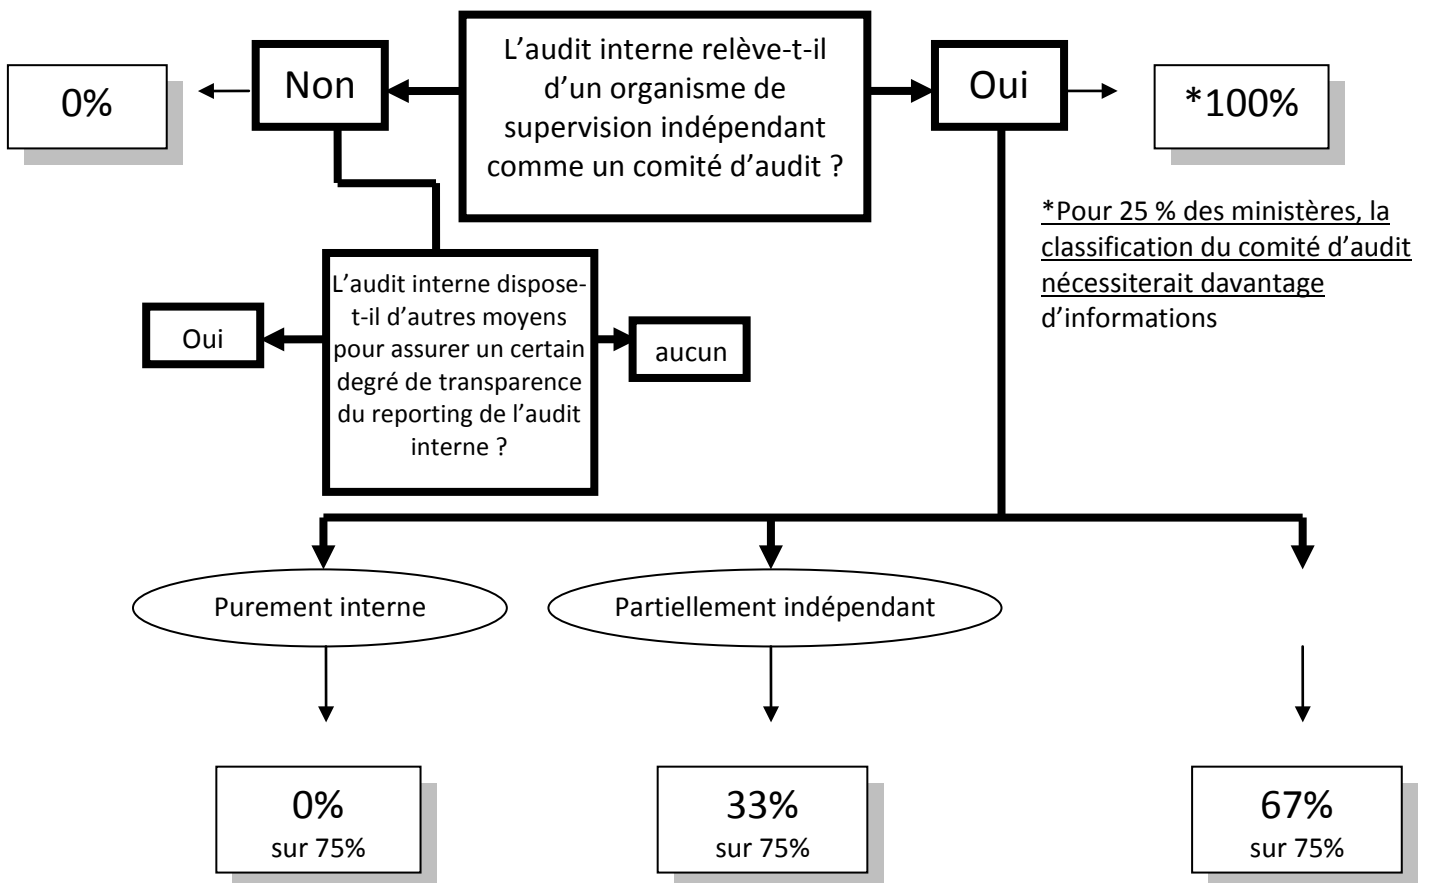 0%
Non
L’audit interne relève-t-il
d’un organisme de
supervision indépendant
comme un comité d’audit ?
Oui
*100%
*Pour 25 % des ministères, la
classification du comité d’audit
nécessiterait davantage
d’informations
L’audit interne dispose-
t-il d’autres moyens
pour assurer un certain
degré de transparence
du reporting de l’audit
interne ?
Oui
aucun
Purement interne
Partiellement indépendant
0%
sur 75%
33%
sur 75%
67%
sur 75%